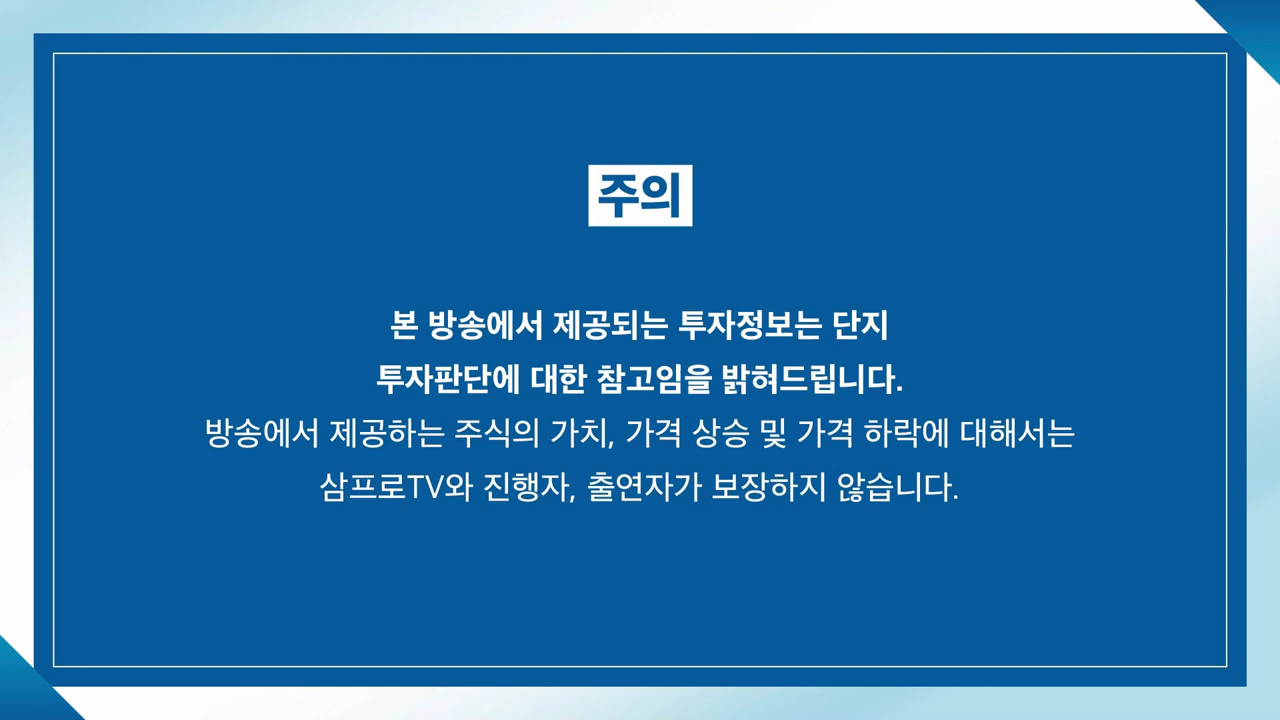 주의
본 방송에서 제공되는 투자정보는 단지
투자판단에 대한 참고임을 밝혀드립니다.
방송에서 제공하는 주식의 가치, 가격 상승 및 가격 하락에 대해서는
삼프로TV와 진행자, 출연자가 보장하지 않습니다.